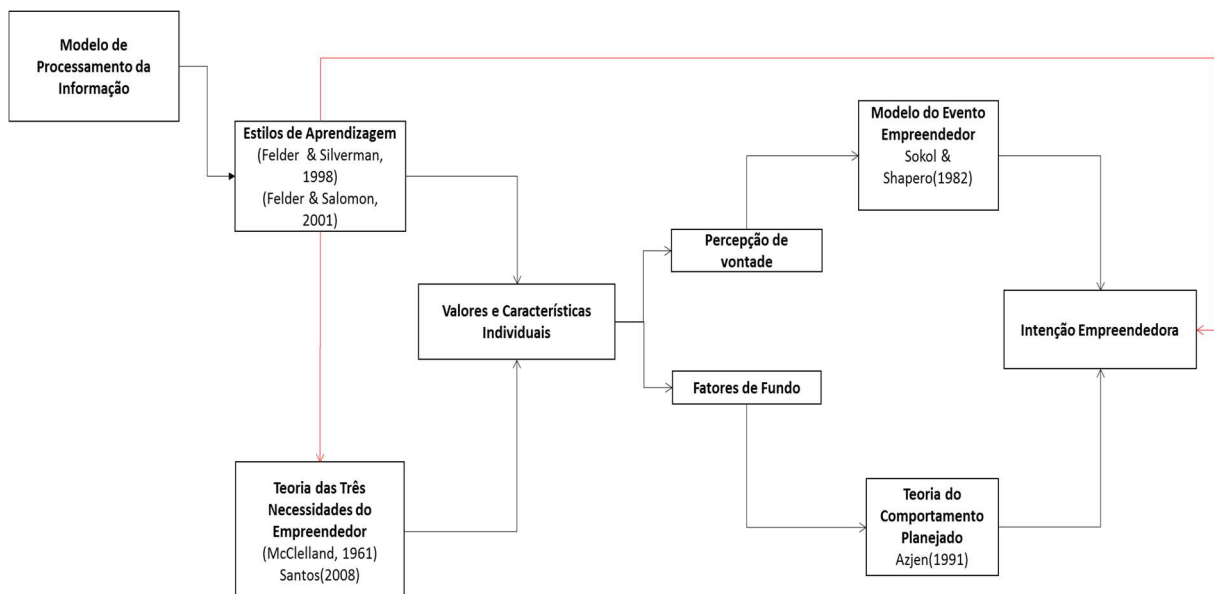 Modelo de
Processamento da
Informação
Estilos de Aprendizagem
(Felder & Silverman,
1998)
(Felder & Salomon,
2001)
Modelo do Evento
Empreendedor
Sokol &
Shapero(1982)
Percepção de
vontade
Valores e Características
Individuais
Intenção Empreendedora
Fatores de Fundo
Teoria das Três
Necessidades do
Empreendedor
(McClelland, 1961)
Santos(2008)
Teoria do
Comportamento
Planejado
Azjen(1991)